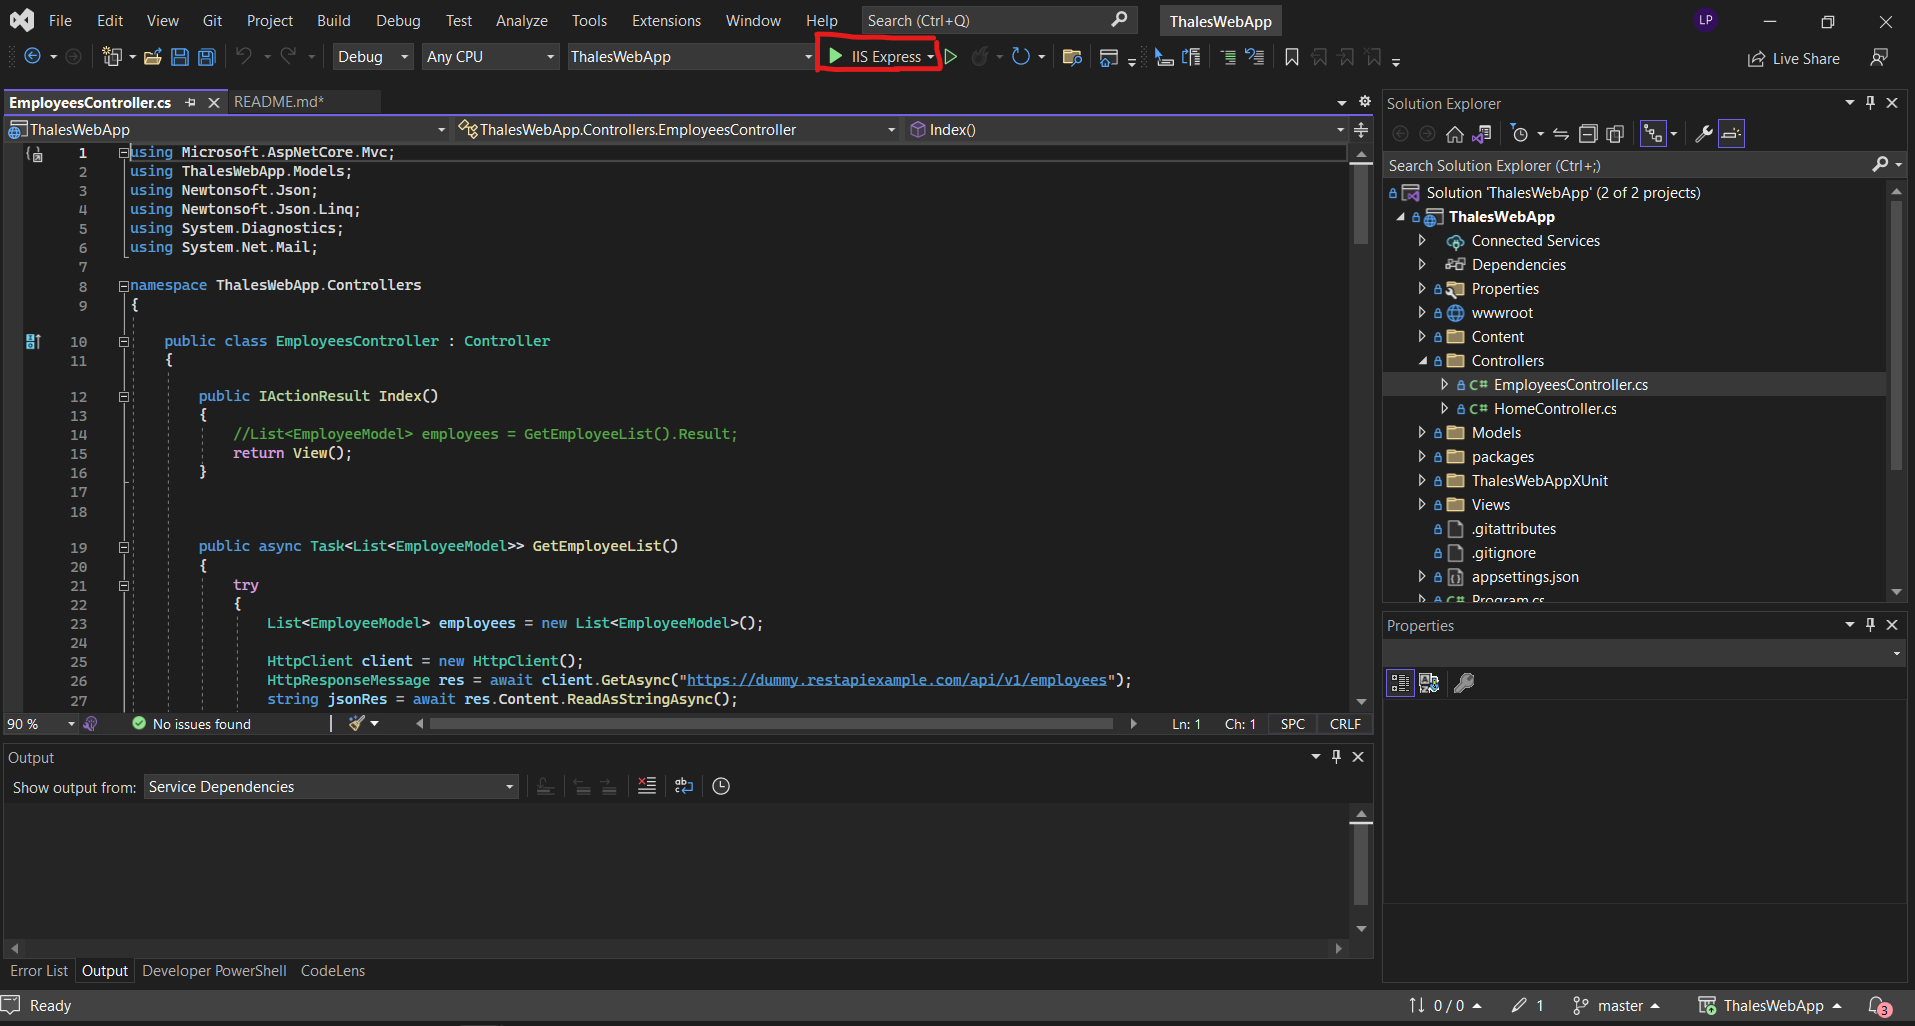 File Edit View Git Project Build Debug Test Analyze Tools Extensions Window Help Search (Ctrl+Q) ThalesWebApp LP
Debug Any CPU ThalesWebApp IIS Express Live Share
EmployeesController.cs README.md*
ThalesWebApp ThalesWebApp.Controllers.EmployeesController Index()
1 using Microsoft.AspNetCore.Mvc;
2 using ThalesWebApp.Models;
3 using Newtonsoft.Json;
4 using Newtonsoft.Json.Linq;
5 using System.Diagnostics;
6 using System.Net.Mail;
7
8 namespace ThalesWebApp.Controllers
9 {
10 public class EmployeesController : Controller
11 {
12 public IActionResult Index()
13 {
14 //List<EmployeeModel> employees = GetEmployeeList().Result;
15 return View();
16 }
17
18
19 public async Task<List<EmployeeModel>> GetEmployeeList()
20 {
21 try
22 {
23 List<EmployeeModel> employees = new List<EmployeeModel>();
24
25 HttpClient client = new HttpClient();
26 HttpResponseMessage res = await client.GetAsync("https://dummy.restapiexample.com/api/v1/employees");
27 string jsonRes = await res.Content.ReadAsStringAsync();
90 % No issues found Ln: 1 Ch: 1 SPC CRLF
Output
Show output from: Service Dependencies
Error List Output Developer PowerShell CodeLens
Solution Explorer
Search Solution Explorer (Ctrl+;)
Solution 'ThalesWebApp' (2 of 2 projects)
ThalesWebApp
Connected Services
Dependencies
Properties
wwwroot
Content
Controllers
C# EmployeesController.cs
C# HomeController.cs
Models
packages
ThalesWebAppXUnit
Views
.gitattributes
.gitignore
appsettings.json
C# Program.cs
Properties
Ready 0 / 0 1 master ThalesWebApp 3